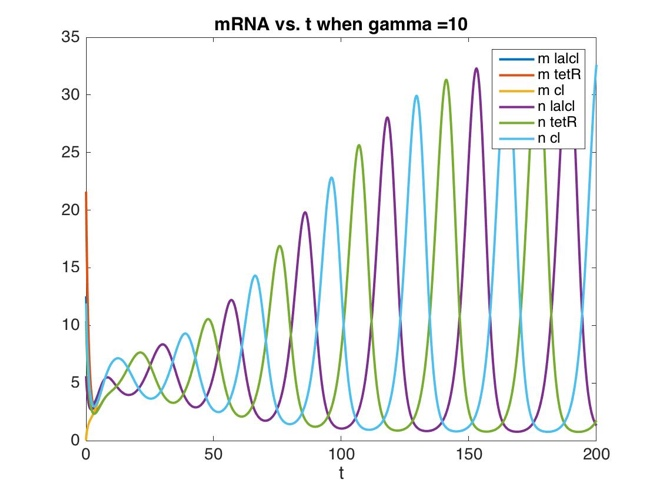 mRNA vs. t when gamma =10
35
30
25
20
15
10
5
0
0 50 100 150 200
t
m lalcl
m tetR
m cl
n lalcl
n tetR
n cl